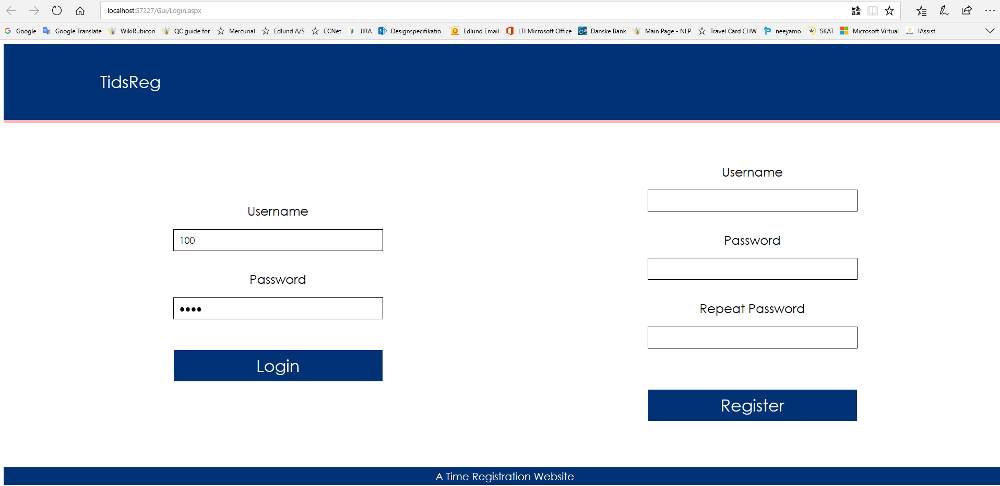 localhost:57227/Gui/Login.aspx
Google Google Translate WikiRubicon QC guide for Mercurial Edlund A/S CCNet JIRA Designspecifikatio Edlund Email LTI Microsoft Office Danske Bank Main Page - NLP Travel Card CHW neeyamo SKAT Microsoft Virtual IAssist
TidsReg
Username
100
Password
••••
Login
Username
Password
Repeat Password
Register
A Time Registration Website